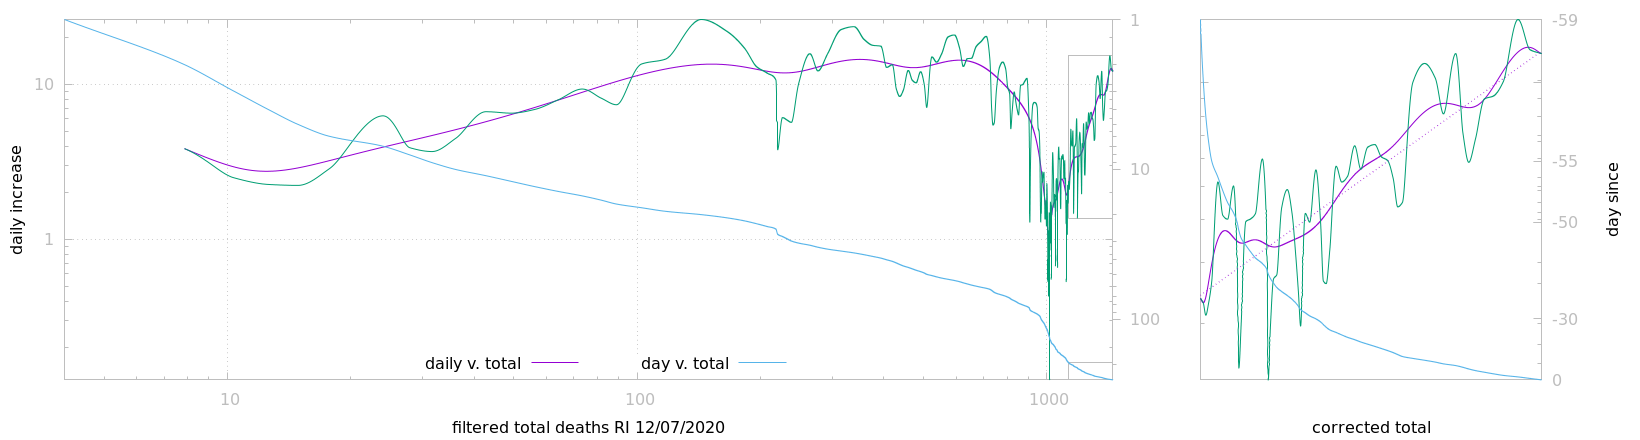 daily increase
10
1
1
10
100
10
100
1000
daily v. total
day v. total
filtered total deaths RI 12/07/2020
-59
-55
-50
-30
0
day since
corrected total